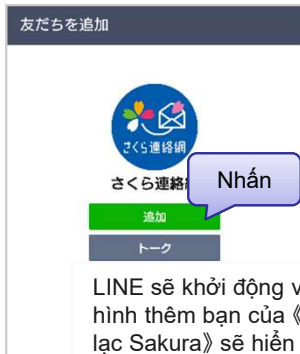 友だちを追加
さくら連絡網
さくら連絡
Nhấn
追加
トーク
LINE sẽ khởi động
hình thêm bạn của 《
lạc Sakura》 sẽ hiển